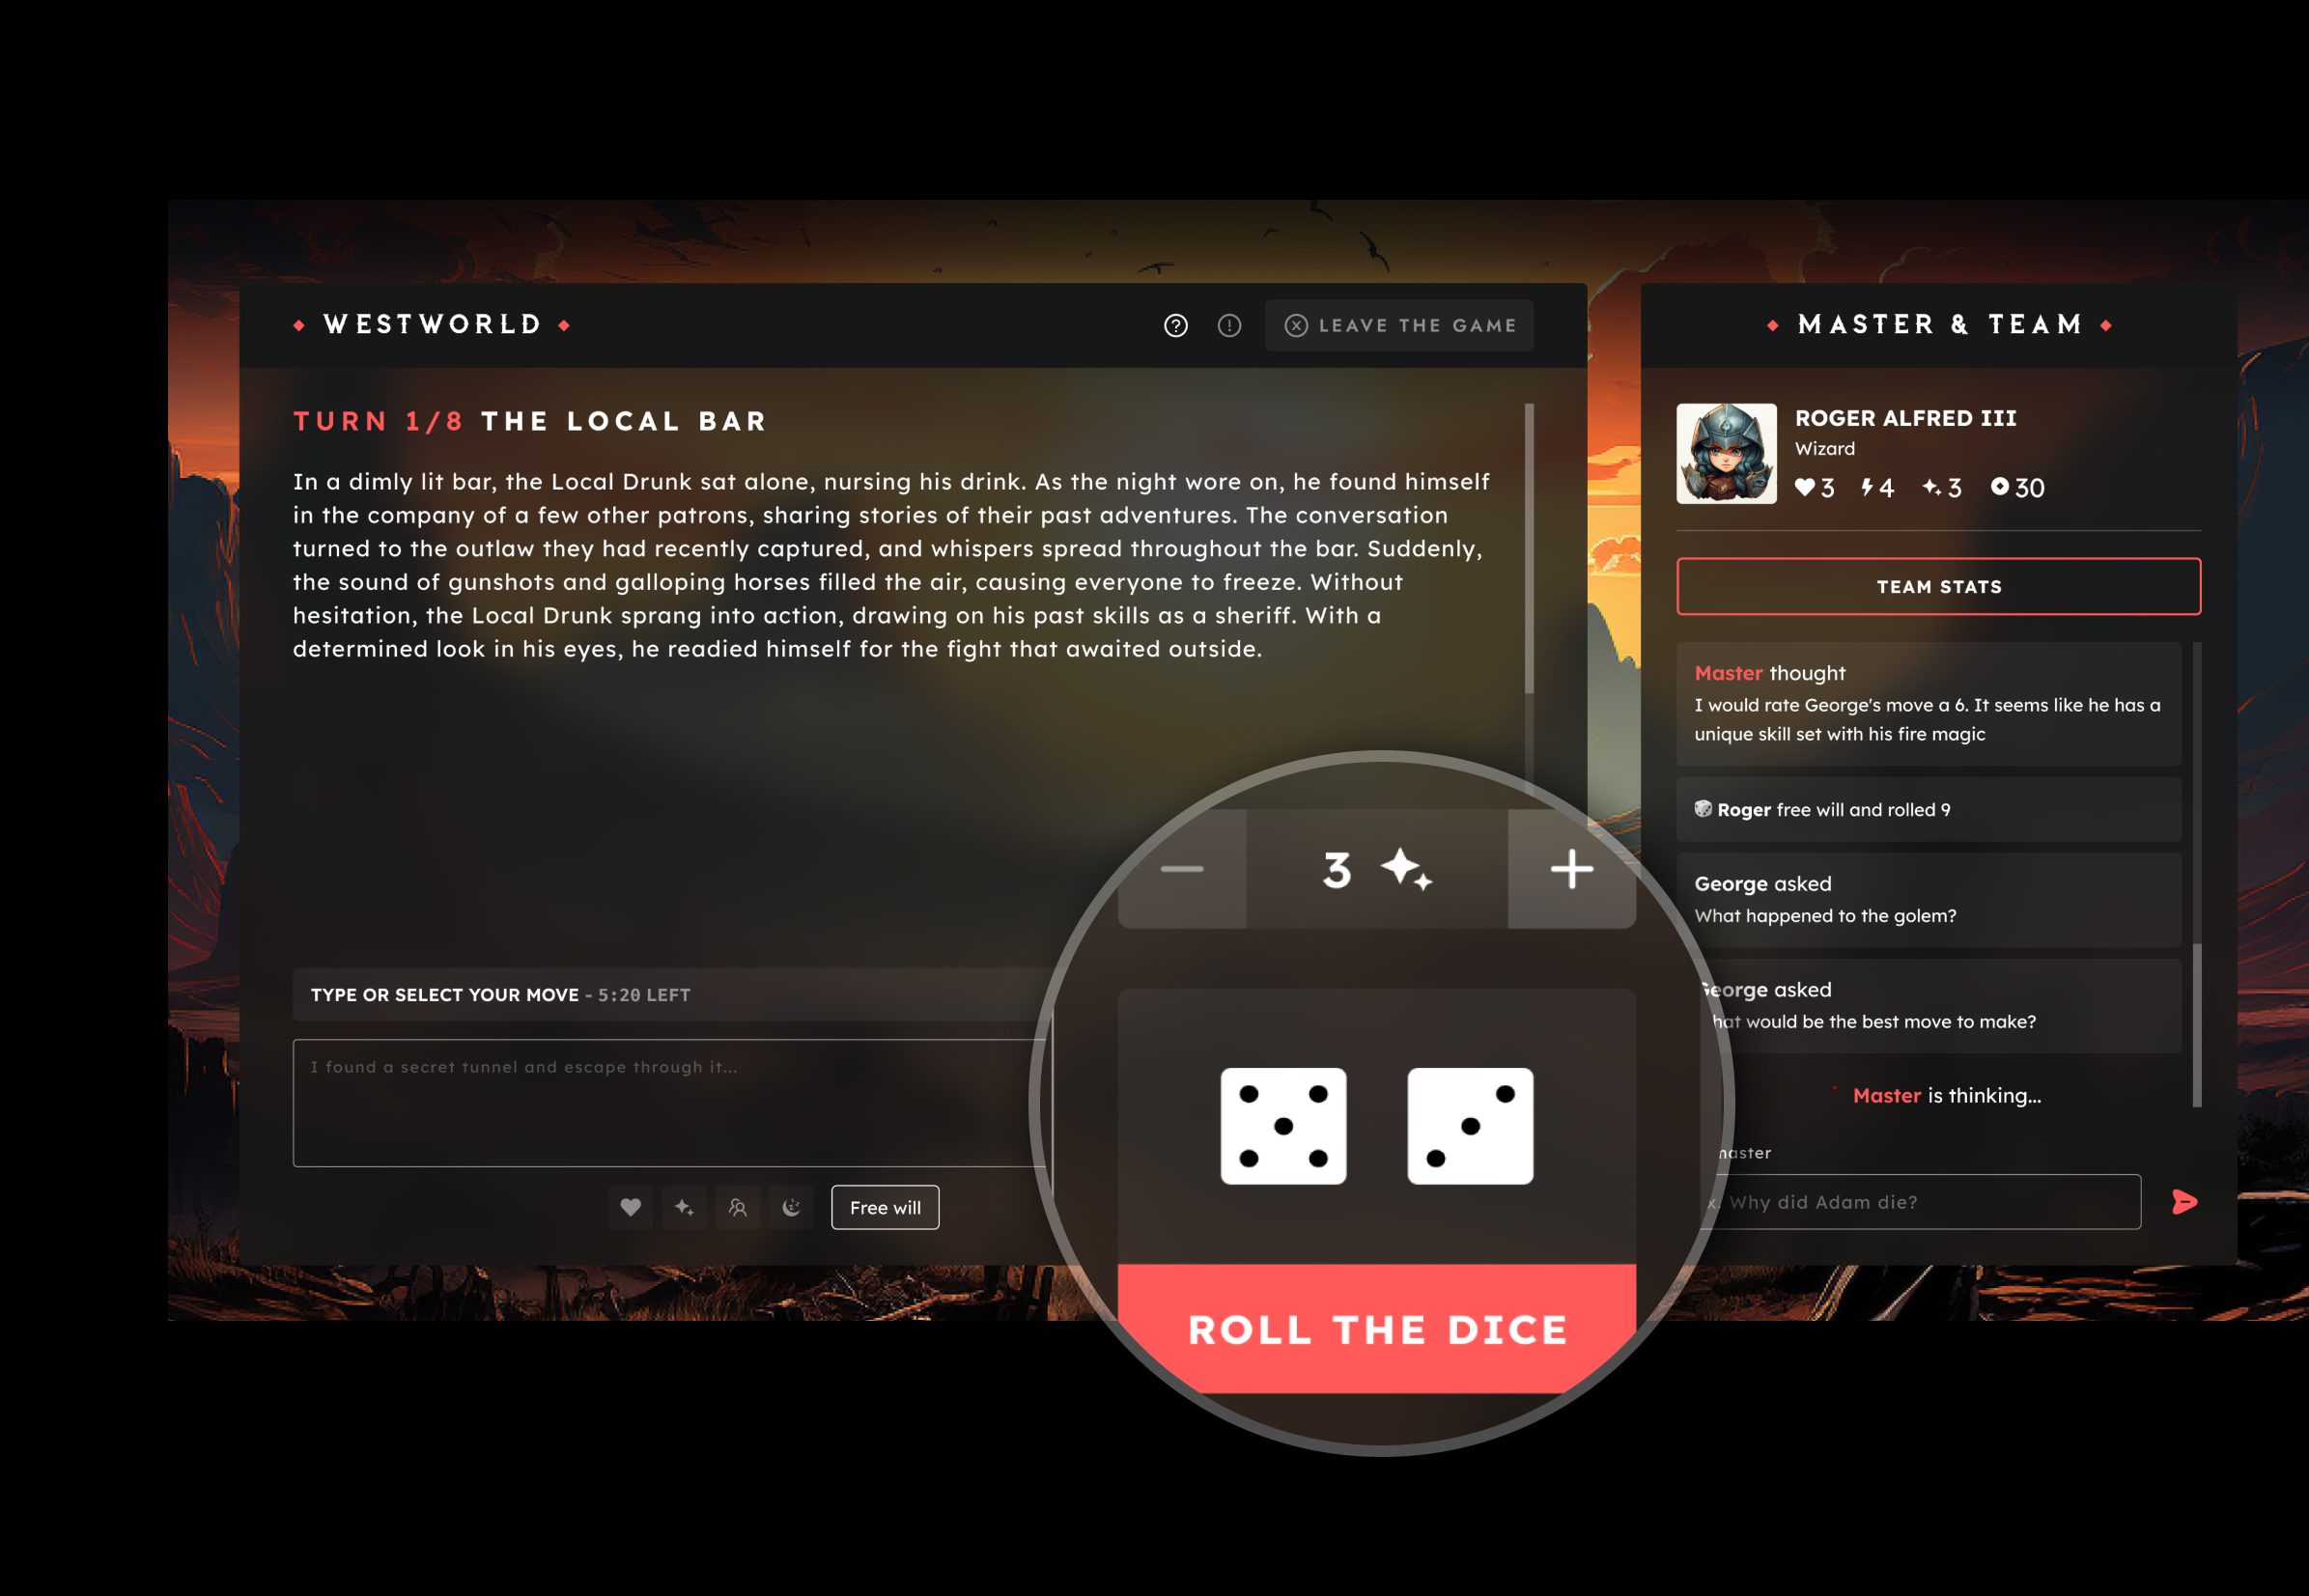 WESTWORLD
LEAVE THE GAME
TURN 1/8 THE LOCAL BAR
In a dimly lit bar, the Local Drunk sat alone, nursing his drink. As the night wore on, he found himself
in the company of a few other patrons, sharing stories of their past adventures. The conversation
turned to the outlaw they had recently captured, and whispers spread throughout the bar. Suddenly,
the sound of gunshots and galloping horses filled the air, causing everyone to freeze. Without
hesitation, the Local Drunk sprang into action, drawing on his past skills as a sheriff. With a
determined look in his eyes, he readied himself for the fight that awaited outside.
TYPE OR SELECT YOUR MOVE - 5:20 LEFT
I found a secret tunnel and escape through it...
Free will
3
ROLL THE DICE
MASTER & TEAM
ROGER ALFRED III
Wizard
3 4 3 30
TEAM STATS
Master thought
I would rate George's move a 6. It seems like he has a
unique skill set with his fire magic
Roger free will and rolled 9
George asked
What happened to the golem?
George asked
would be the best move to make?
Master is thinking...
master
Why did Adam die?